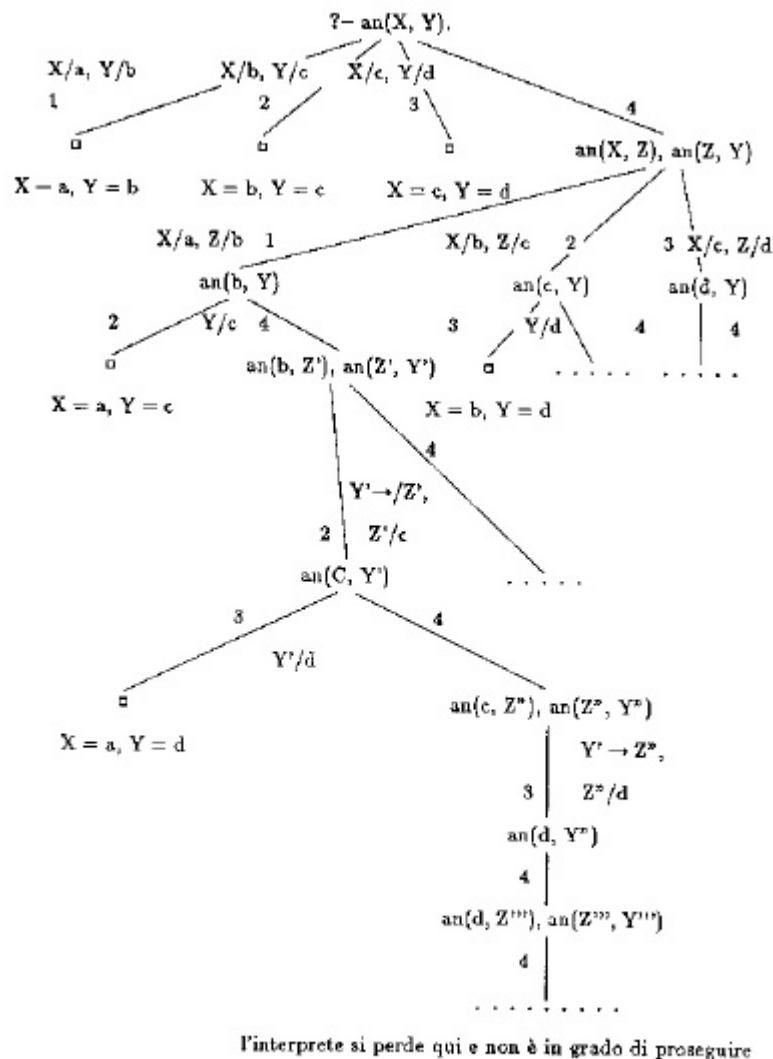 ?– an(X, Y).
X/a, Y/b X/b, Y/c X/c, Y/d
1 2 3 4
an(X, Z), an(Z, Y)
X – a, Y = b X = b, Y = c X = c, Y = d
X/a, Z/b 1 X/b, Z/c 2 3 X/c, Z/d
an(b, Y) an(c, Y) an(d, Y)
2 Y/c 4 3 Y/d 4 4
an(b, Z'), an(Z', Y') . . . . . . . . . .
X = a, Y = c X = b, Y = d
4
Y'→/Z',
2 Z'/c
an(C, Y') . . . . .
3 4
Y'/d
an(c, Z"), an(Z", Y")
X = a, Y = d Y' → Z",
3 Z"/d
an(d, Y")
4
an(d, Z'''), an(Z''', Y''')
4
. . . . . . . .
l'interprete si perde qui e non è in grado di proseguire